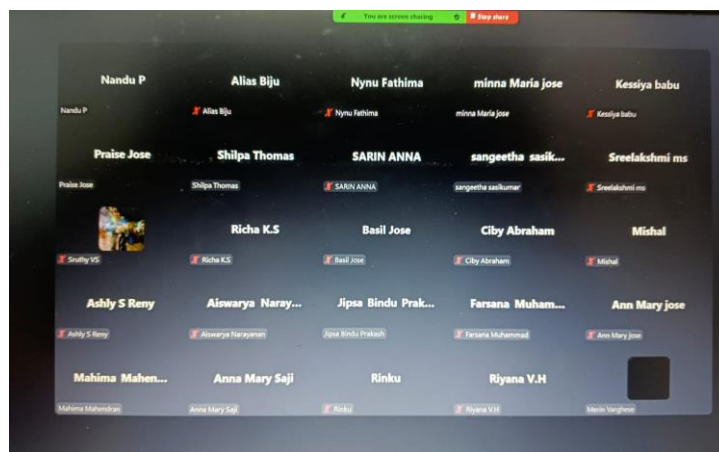 You are screen sharing Stop share
Nandu P Alias Biju Nynu Fathima minna Maria jose Kessiya babu
Nandu P Alias Biju Nynu Fathima minna Maria jose Kessiya babu
Praise Jose Shilpa Thomas SARIN ANNA sangeetha sasik... Sreelakshmi ms
Praise Jose Shilpa Thomas SARIN ANNA sangeetha sasikumar Sreelakshmi ms
Richa K.S Basil Jose Ciby Abraham Mishal
Sruthy VS Richa K.S Basil Jose Ciby Abraham Mishal
Ashly S Reny Aiswarya Naray... Jipsa Bindu Prak... Farsana Muham... Ann Mary jose
Ashly S Reny Aiswarya Narayanan Jipsa Bindu Prakash Farsana Muhammad Ann Mary jose
Mahima Mahen... Anna Mary Saji Rinku Riyana V.H
Mahima Mahendran Anna Mary Saji Rinku Riyana V.H Merin Varghese